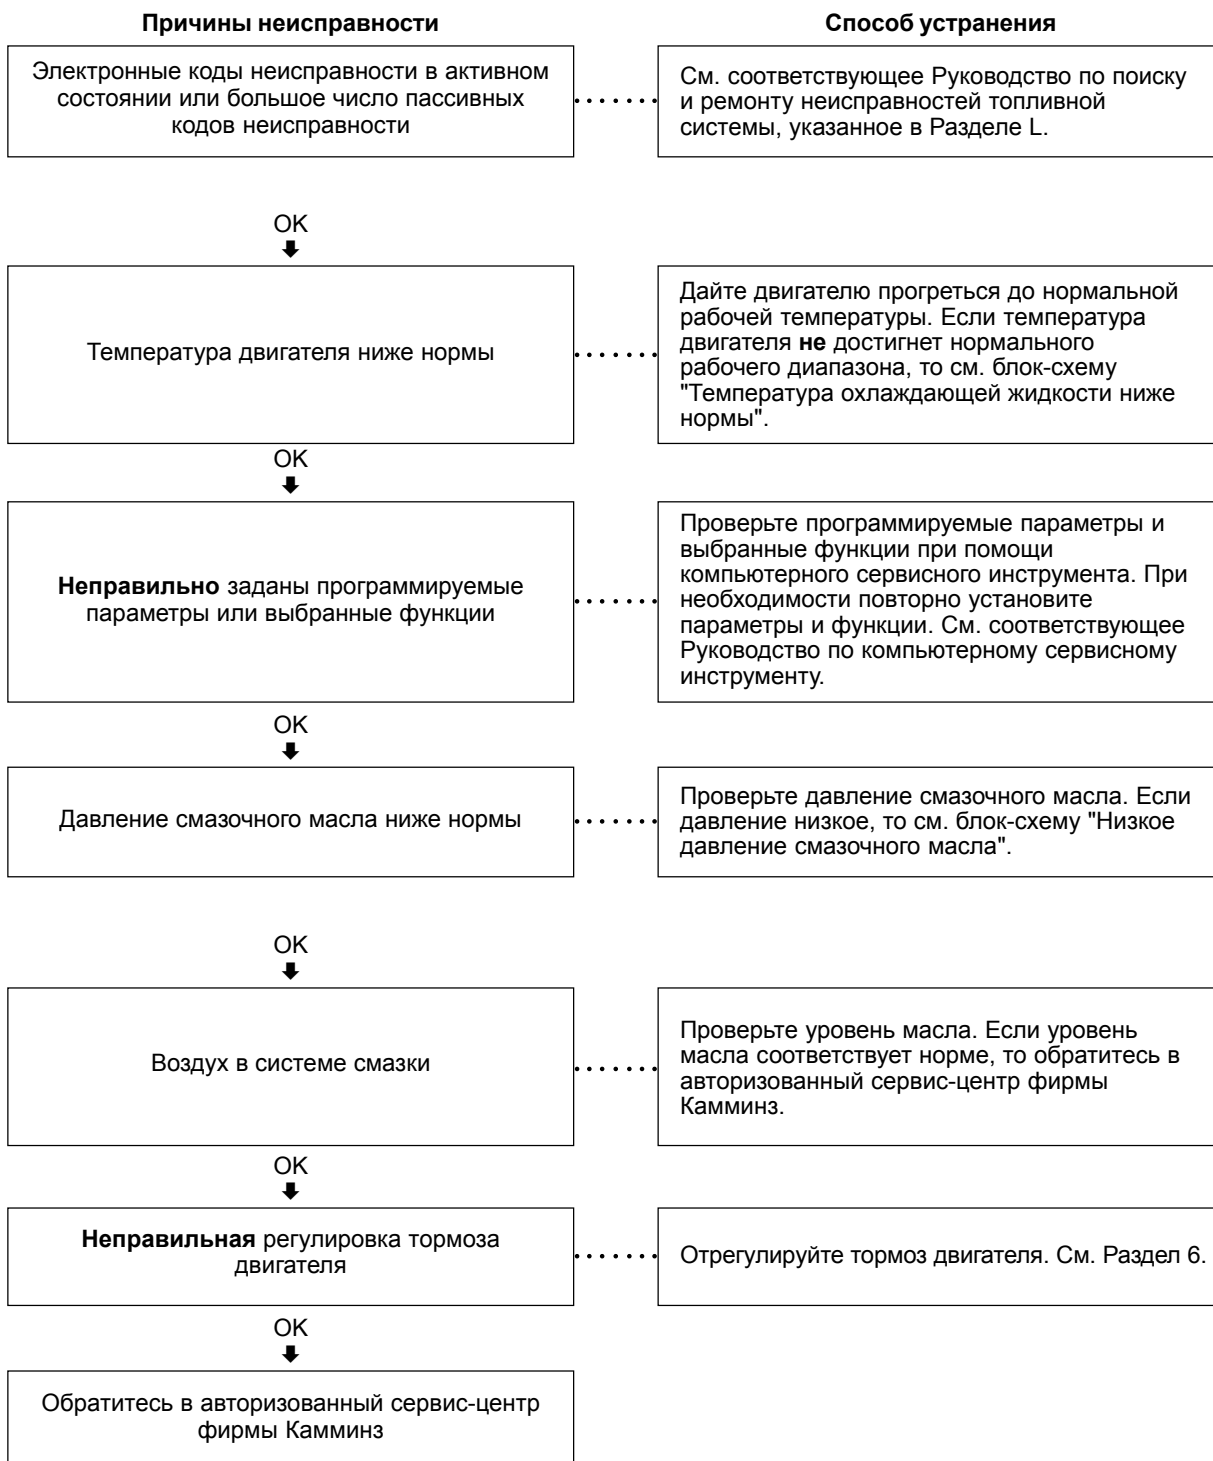 Причины неисправности
Способ устранения
Электронные коды неисправности в активном
состоянии или большое число пассивных
кодов неисправности
См. соответствующее Руководство по поиску
и ремонту неисправностей топливной
системы, указанное в Разделе L.
OK
Температура двигателя ниже нормы
Дайте двигателю прогреться до нормальной
рабочей температуры. Если температура
двигателя не достигнет нормального
рабочего диапазона, то см. блок-схему
"Температура охлаждающей жидкости ниже
нормы".
OK
Неправильно заданы программируемые
параметры или выбранные функции
Проверьте программируемые параметры и
выбранные функции при помощи
компьютерного сервисного инструмента. При
необходимости повторно установите
параметры и функции. См. соответствующее
Руководство по компьютерному сервисному
инструменту.
OK
Давление смазочного масла ниже нормы
Проверьте давление смазочного масла. Если
давление низкое, то см. блок-схему "Низкое
давление смазочного масла".
OK
Воздух в системе смазки
Проверьте уровень масла. Если уровень
масла соответствует норме, то обратитесь в
авторизованный сервис-центр фирмы
Камминз.
OK
Неправильная регулировка тормоза
двигателя
Отрегулируйте тормоз двигателя. См. Раздел 6.
OK
Обратитесь в авторизованный сервис-центр
фирмы Камминз